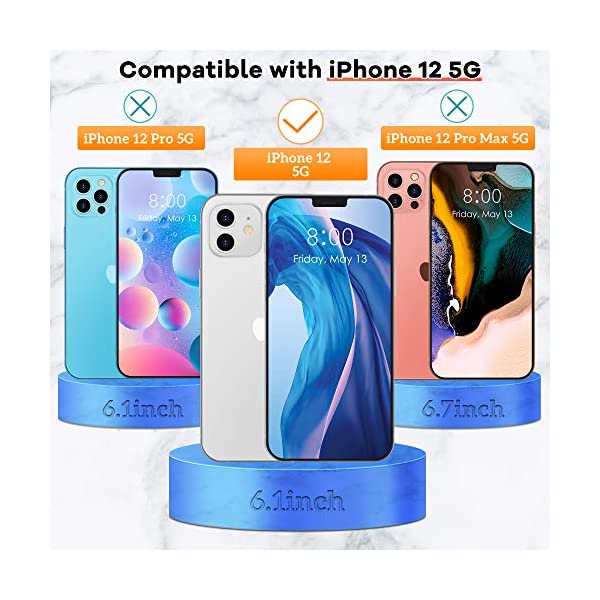 Compatible with iPhone 12 5G
iPhone 12 Pro 5G
iPhone 12
5G
iPhone 12 Pro Max 5G
8:00
Friday, May 13
8:00
Friday, May 13
8:00
Friday, May 13
6.1inch
6.1inch
6.7inch